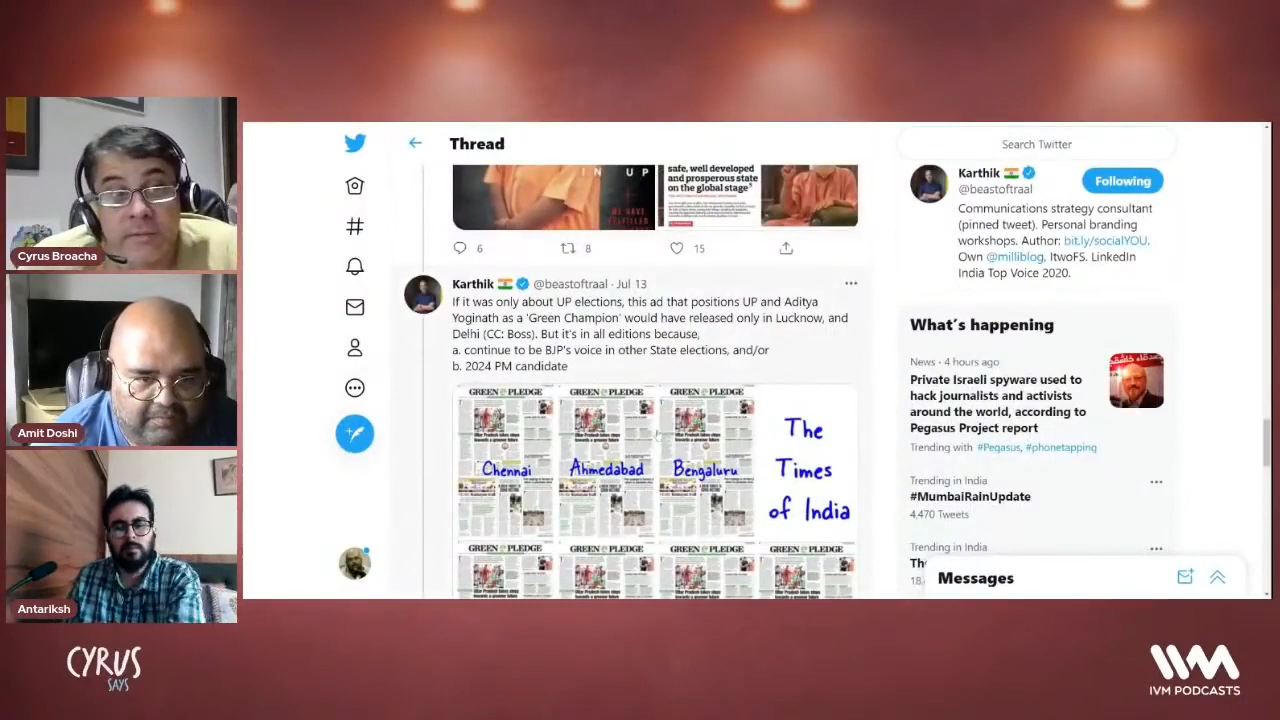 Cyrus Broacha
Amit Doshi
Antariksh
CYRUS
SAYS
IVM PODCASTS
Thread
IN UP
WE HAVE
FULFILLED
safe, well developed
and prosperous state
on the global stage'
6
8
15
Karthik @beastoftraal · Jul 13
If it was only about UP elections, this ad that positions UP and Aditya
Yoginath as a 'Green Champion' would have released only in Lucknow, and
Delhi (CC: Boss). But it's in all editions because,
a. continue to be BJP's voice in other State elections, and/or
b. 2024 PM candidate
GREEN PLEDGE GREEN PLEDGE GREEN PLEDGE
Chennai Ahmedabad Bengaluru
The
Times
of India
GREEN PLEDGE GREEN PLEDGE GREEN PLEDGE GREEN PLEDGE
Search Twitter
Karthik
@beastoftraal
Following
Communications strategy consultant
(pinned tweet). Personal branding
workshops. Author: bit.ly/socialYOU.
Own @milliblog, ItwoFS. LinkedIn
India Top Voice 2020.
What's happening
News · 4 hours ago
Private Israeli spyware used to
hack journalists and activists
around the world, according to
Pegasus Project report
Trending with #Pegasus, #phonetapping
Trending in India
#MumbaiRainUpdate
4,470 Tweets
Trending in India
Messages